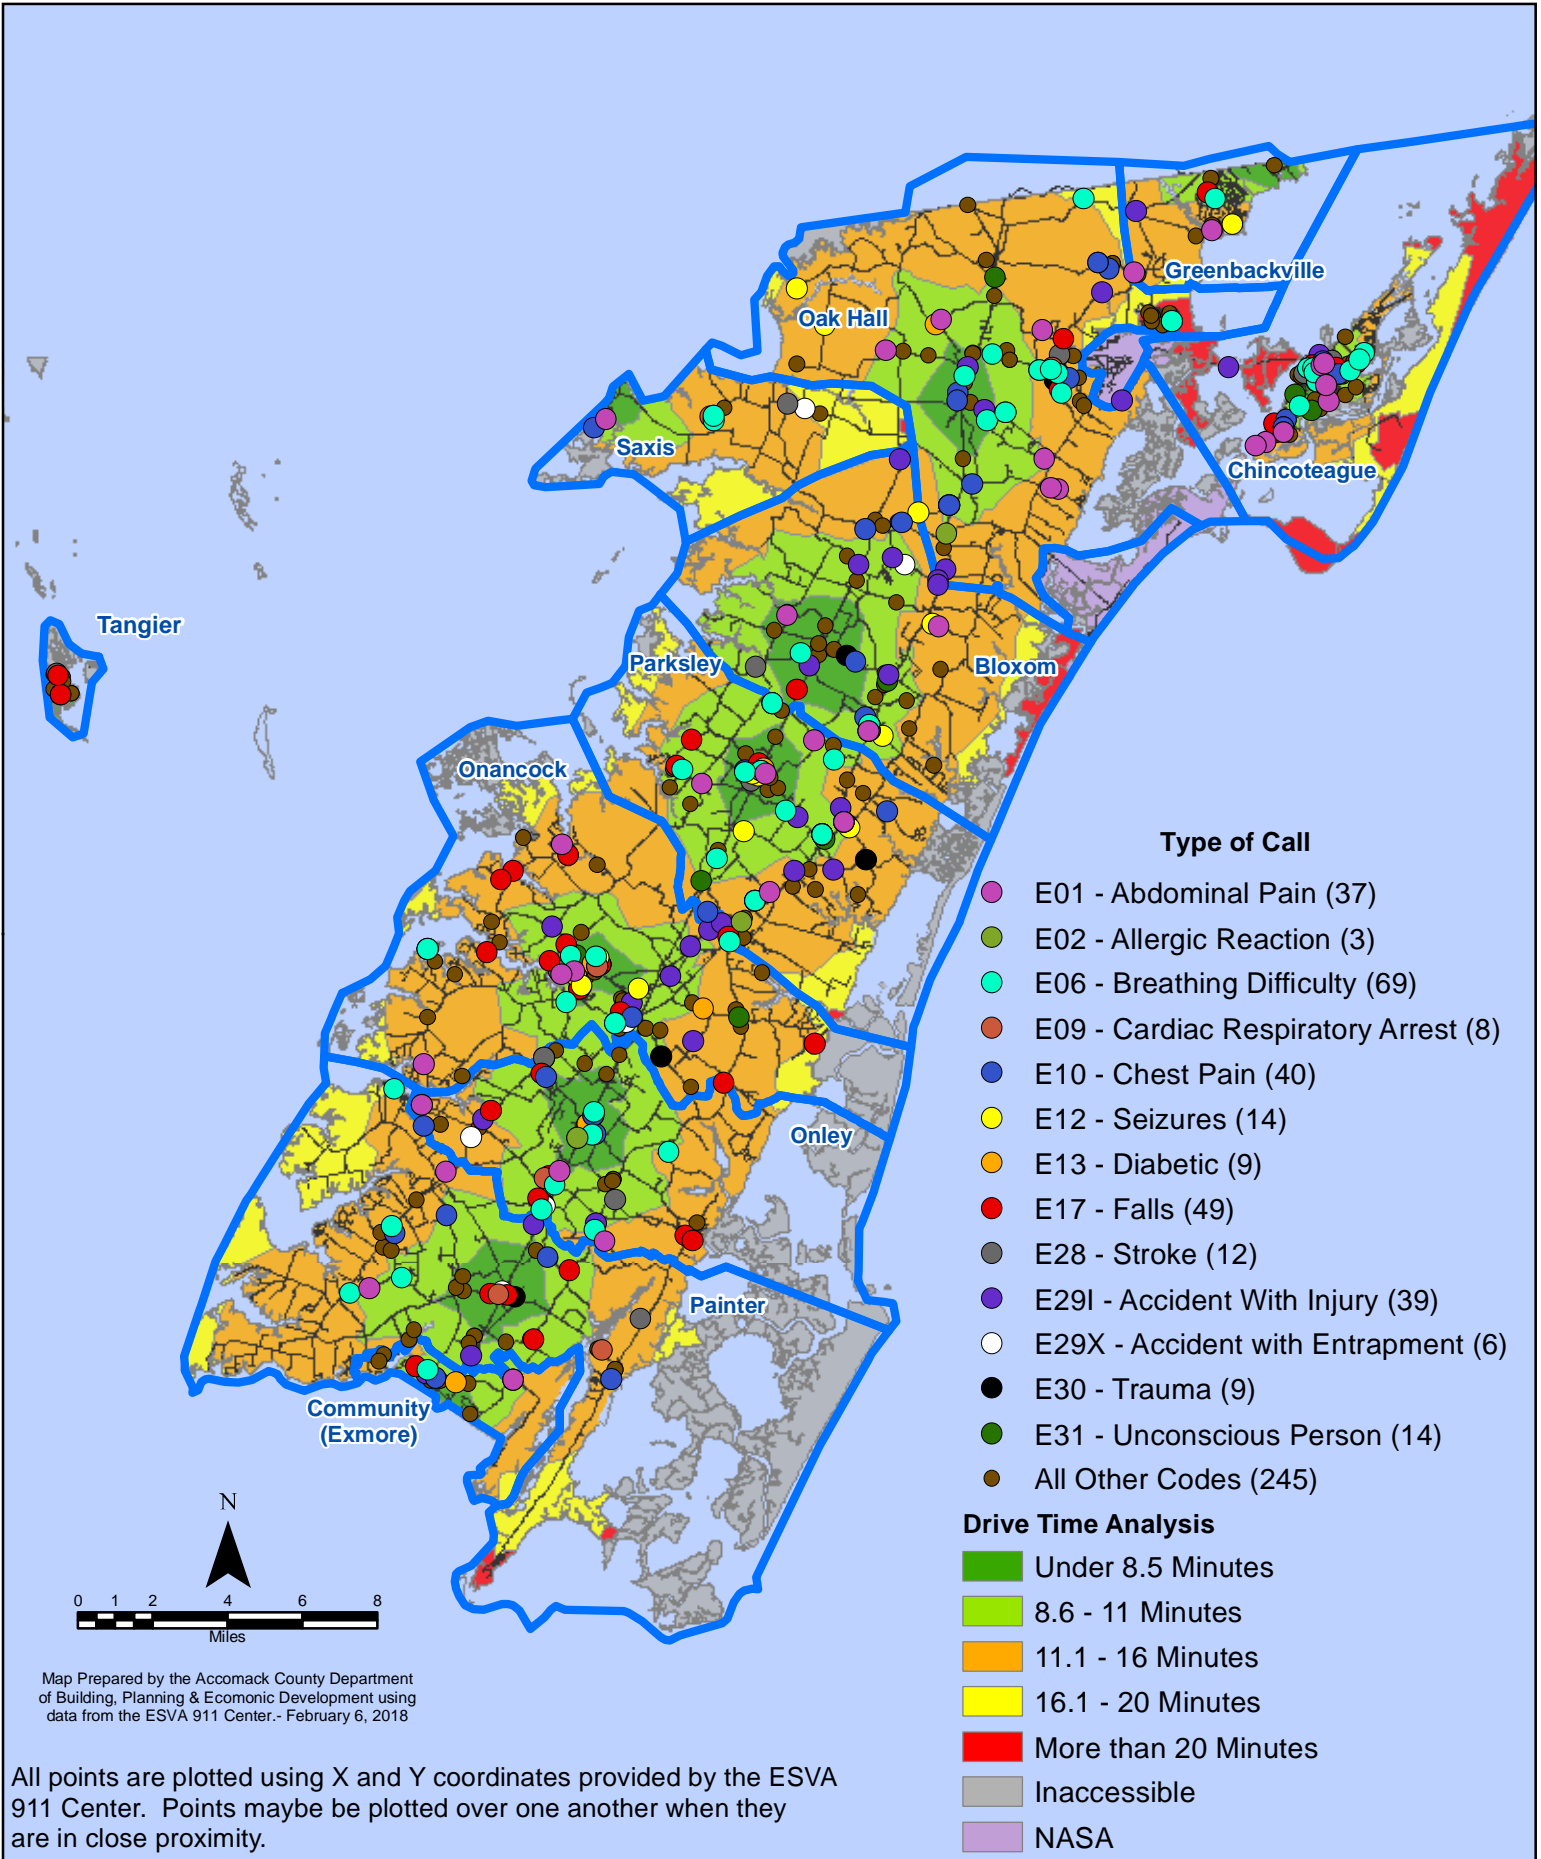 Greenbackville
Oak Hall
Saxis
Chincoteague
Tangier
Parksley
Bloxom
Onancock
Onley
Painter
Community
(Exmore)
Type of Call
E01 - Abdominal Pain (37)
E02 - Allergic Reaction (3)
E06 - Breathing Difficulty (69)
E09 - Cardiac Respiratory Arrest (8)
E10 - Chest Pain (40)
E12 - Seizures (14)
E13 - Diabetic (9)
E17 - Falls (49)
E28 - Stroke (12)
E29I - Accident With Injury (39)
E29X - Accident with Entrapment (6)
E30 - Trauma (9)
E31 - Unconscious Person (14)
All Other Codes (245)
Drive Time Analysis
Under 8.5 Minutes
8.6 - 11 Minutes
11.1 - 16 Minutes
16.1 - 20 Minutes
More than 20 Minutes
Inaccessible
NASA
N
0 1 2 4 6 8
Miles
Map Prepared by the Accomack County Department
of Building, Planning & Ecomonic Development using
data from the ESVA 911 Center.- February 6, 2018
All points are plotted using X and Y coordinates provided by the ESVA
911 Center. Points maybe be plotted over one another when they
are in close proximity.